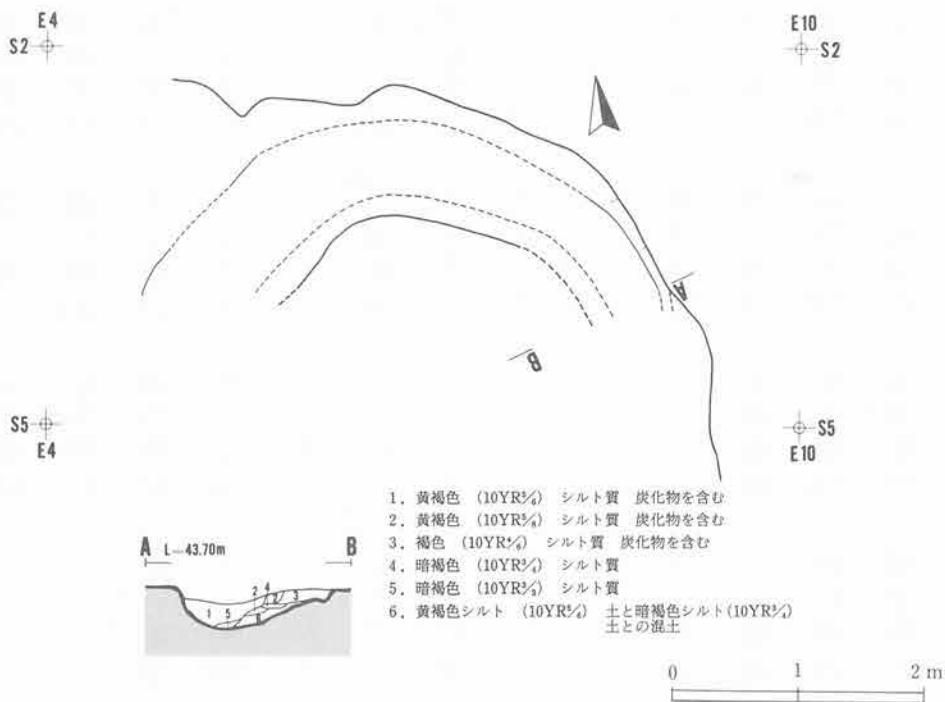 E4
S2
E10
S2
A
B
S5
E4
S5
E10
1. 黄褐色 (10YR5/6) シルト質 炭化物を含む
2. 黄褐色 (10YR5/8) シルト質 炭化物を含む
3. 褐色 (10YR4/6) シルト質 炭化物を含む
4. 暗褐色 (10YR3/4) シルト質
5. 暗褐色 (10YR3/3) シルト質
6. 黄褐色シルト (10YR5/6) 土と暗褐色シルト(10YR3/4)
土との混土
A L=43.70m B
2 4
1 5 2 3
6
0 1 2 m